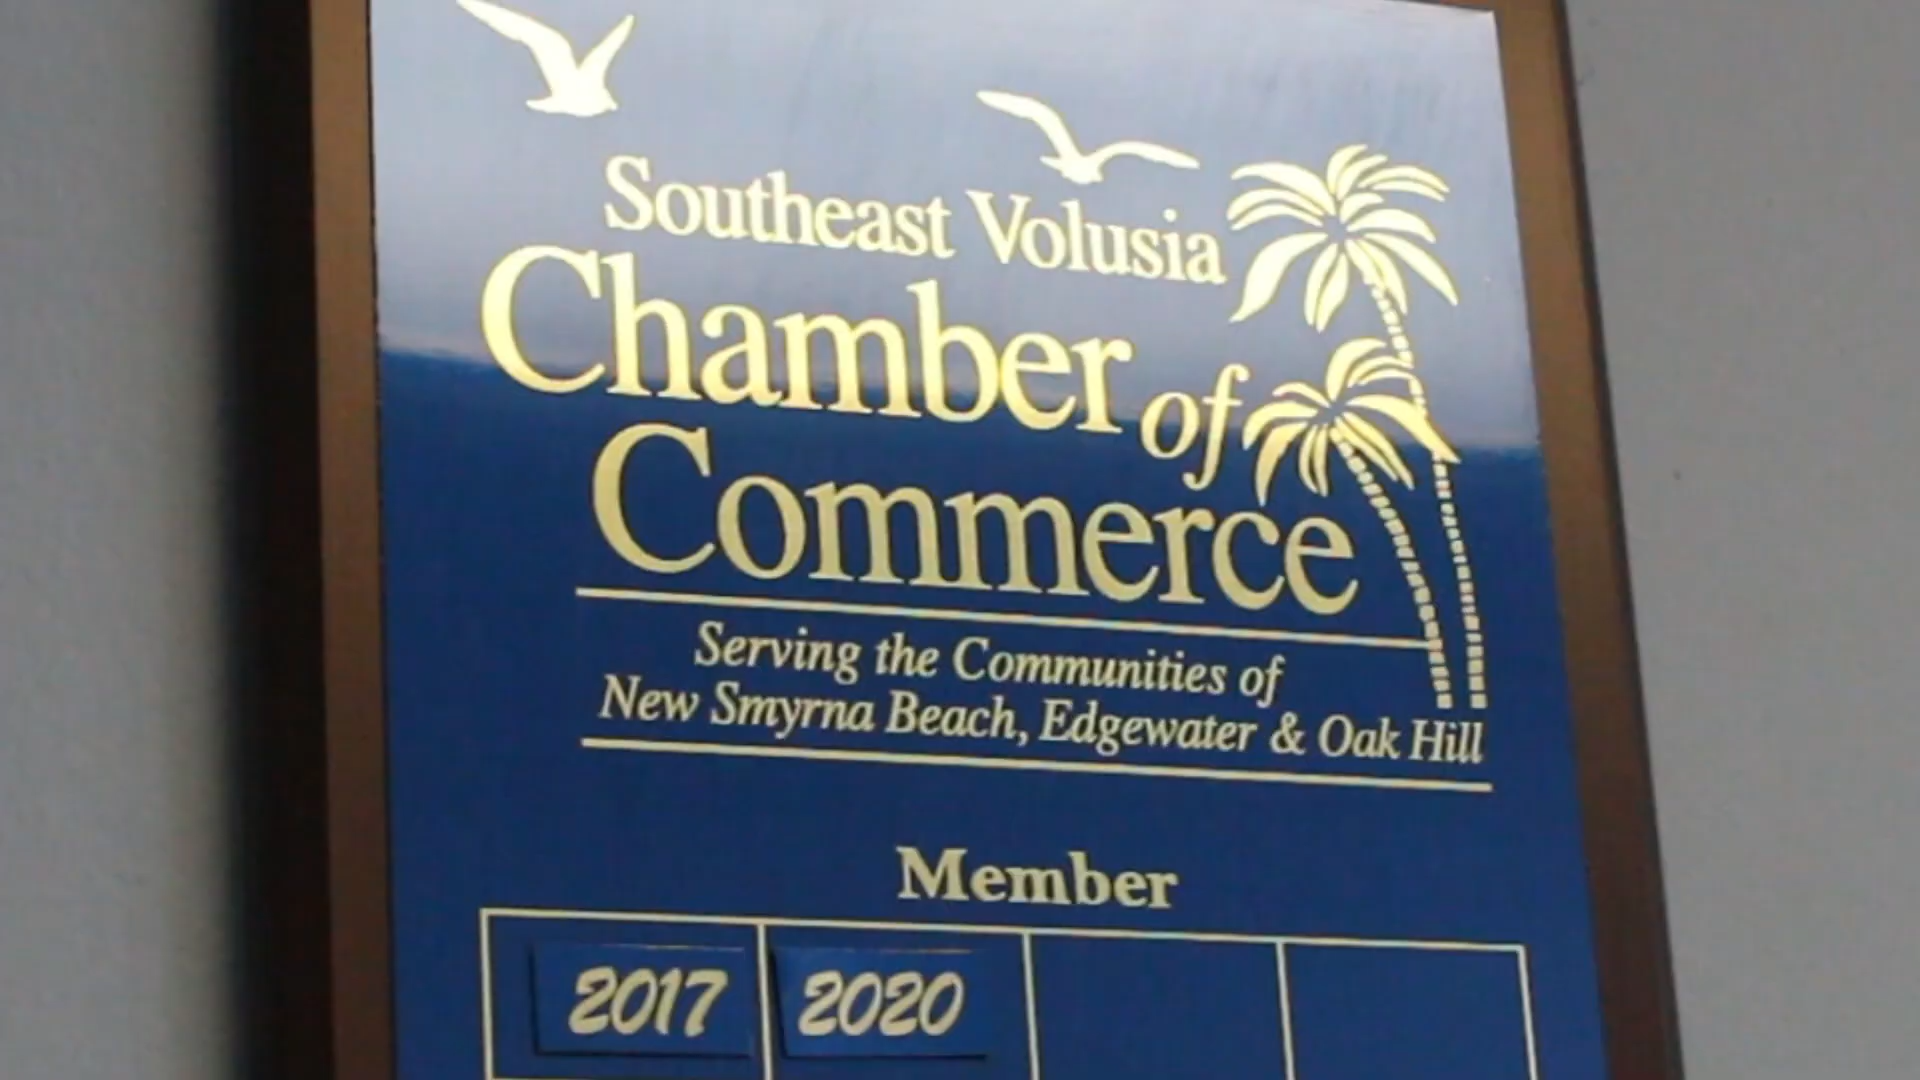 Southeast Volusia
Chamber of
Commerce
Serving the Communities of
New Smyrna Beach, Edgewater & Oak Hill
Member
2017 2020